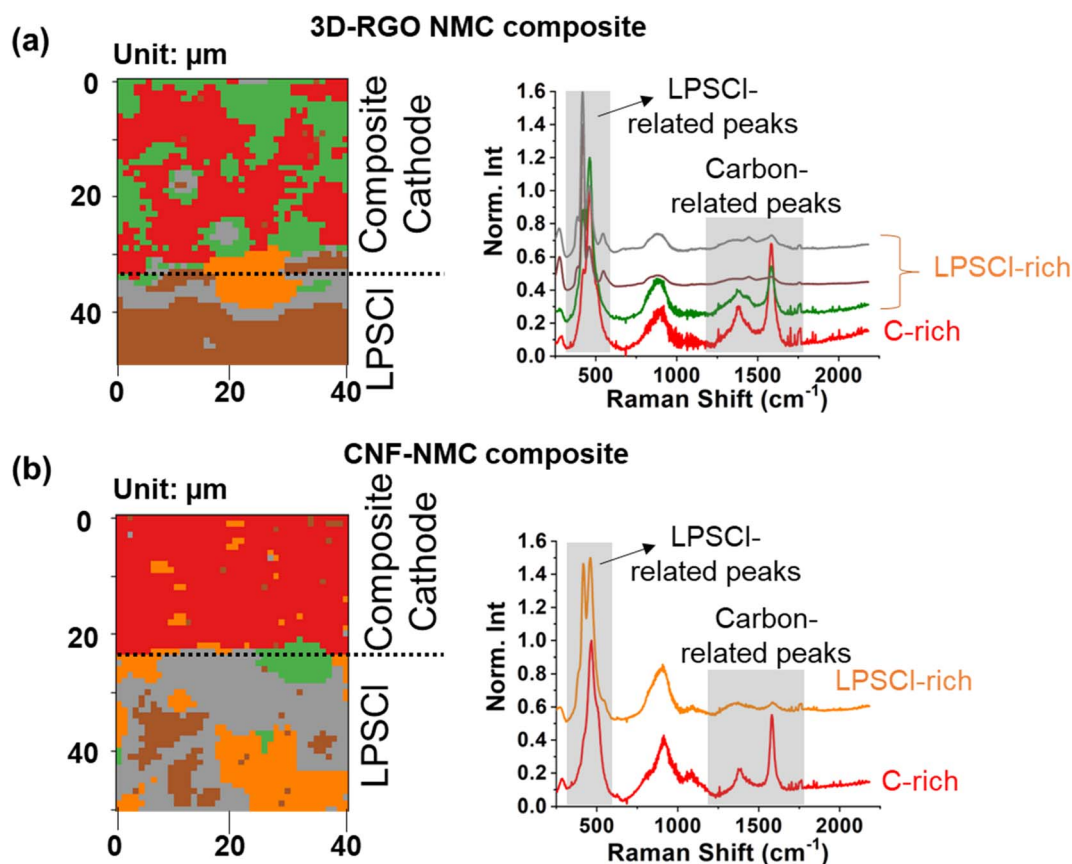 (a)
3D-RGO NMC composite
Unit: µm
0
20
40
0
20
40
Composite
Cathode
LPSCl
Norm. Int
1.6
1.4
1.2
1.0
0.8
0.6
0.4
0.2
0.0
500
1000
1500
2000
Raman Shift (cm⁻¹)
LPSCl-
related peaks
Carbon-
related peaks
LPSCl-rich
C-rich
(b)
CNF-NMC composite
Unit: µm
0
20
40
0
20
40
Composite
Cathode
LPSCl
Norm. Int
1.6
1.4
1.2
1.0
0.8
0.6
0.4
0.2
0.0
500
1000
1500
2000
Raman Shift (cm⁻¹)
LPSCl-
related peaks
Carbon-
related peaks
LPSCl-rich
C-rich